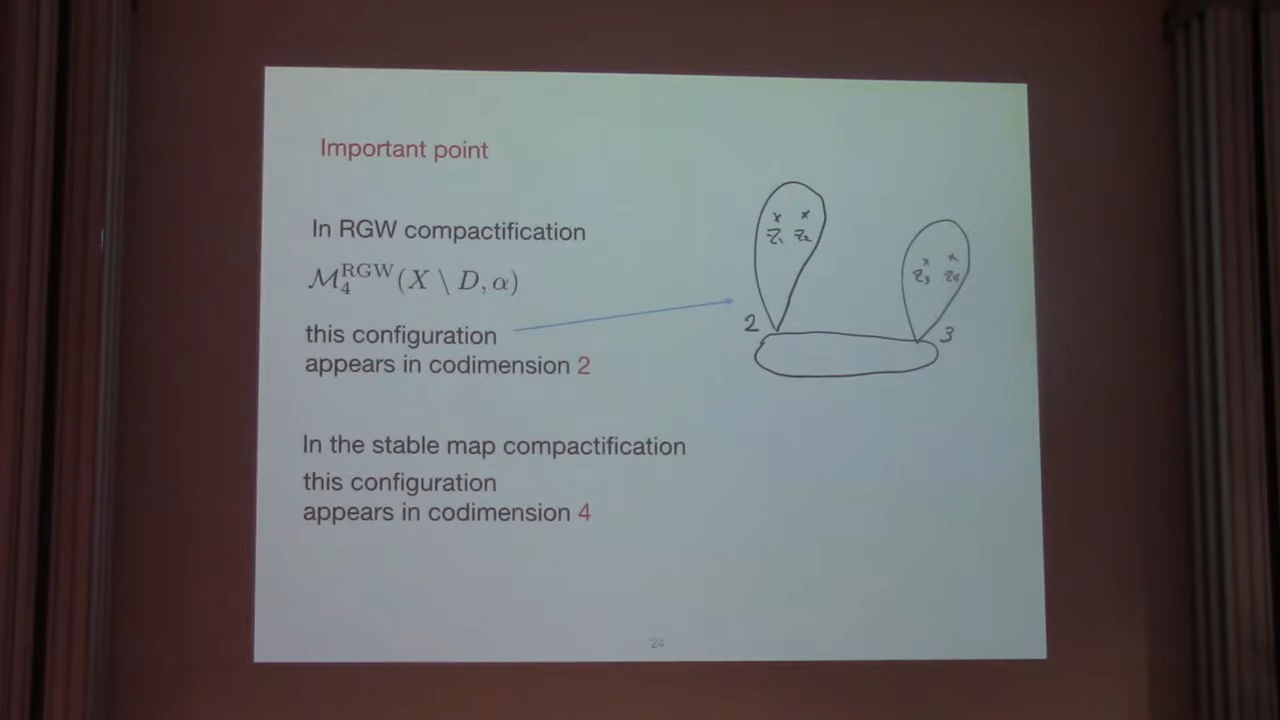 Important point
In RGW compactification
$\mathcal{M}_4^{\mathrm{RGW}}(X \setminus D, \alpha)$
this configuration
appears in codimension 2
In the stable map compactification
this configuration
appears in codimension 4
x x
z₁ z₂
x x
z₃ z₄
2
3
24